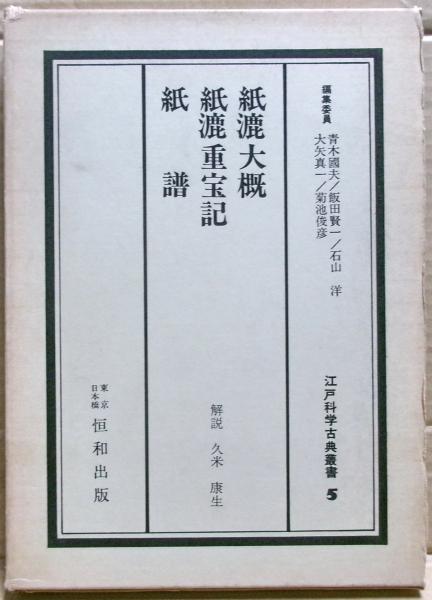 編集委員
青木國夫/飯田賢一/石山 洋
大矢真一/菊池俊彦
江戸科学古典叢書 5
紙漉大概
紙漉重宝記
紙譜
解説 久米 康生
東京
日本橋
恒和出版